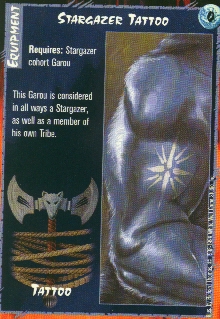 STARGAZER TATTOO
EQUIPMENT
Requires: Stargazer
cohort Garou
This Garou is considered
in all ways a Stargazer,
as well as a member of
his own Tribe.
TATTOO